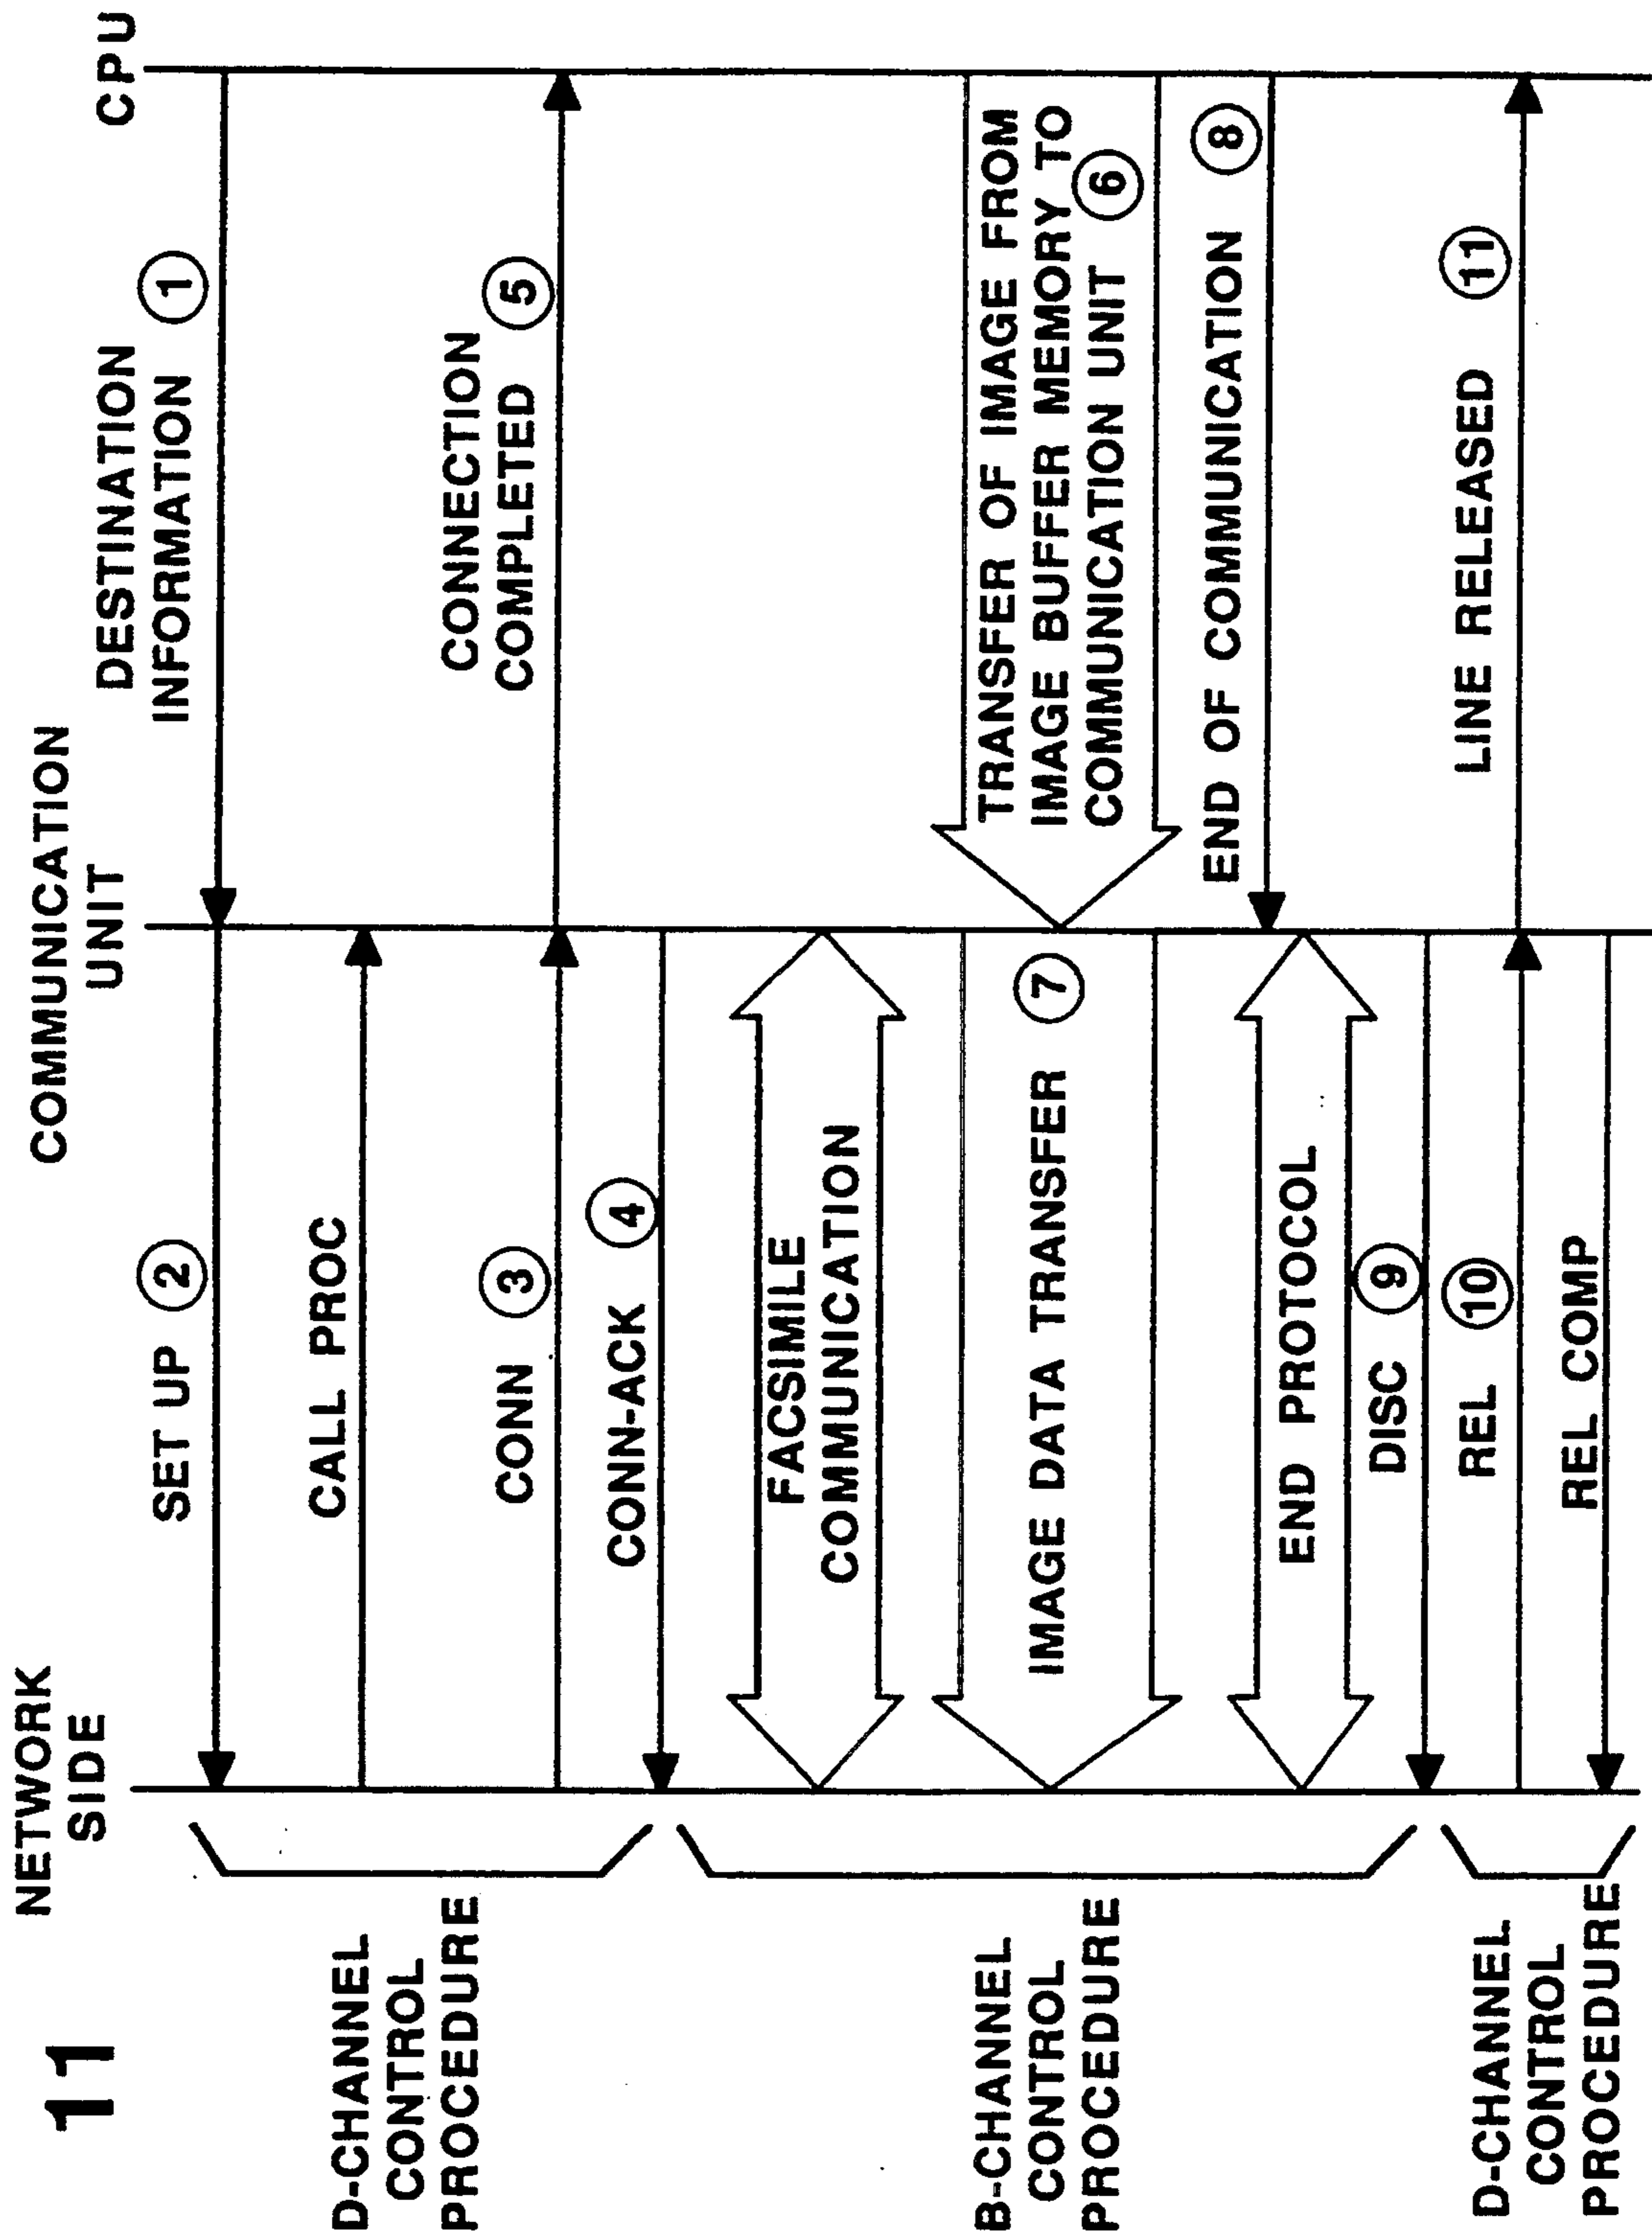 11
NETWORK
SIDE
COMMUNICATION
UNIT
CPU
D-CHANNEL
CONTROL
PROCEDURE
SET UP 2
DESTINATION
INFORMATION 1
CALL PROC
CONN 3
CONNECTION
COMPLETED 5
CONN-ACK 4
B-CHANNEL
CONTROL
PROCEDURE
FACSIMILE
COMMUNICATION
IMAGE DATA TRANSFER 7
TRANSFER OF IMAGE FROM
IMAGE BUFFER MEMORY TO
COMMUNICATION UNIT 6
END OF COMMUNICATION 8
END PROTOCOL
DISC 9
D-CHANNEL
CONTROL
PROCEDURE
REL 10
LINE RELEASED 11
REL COMP